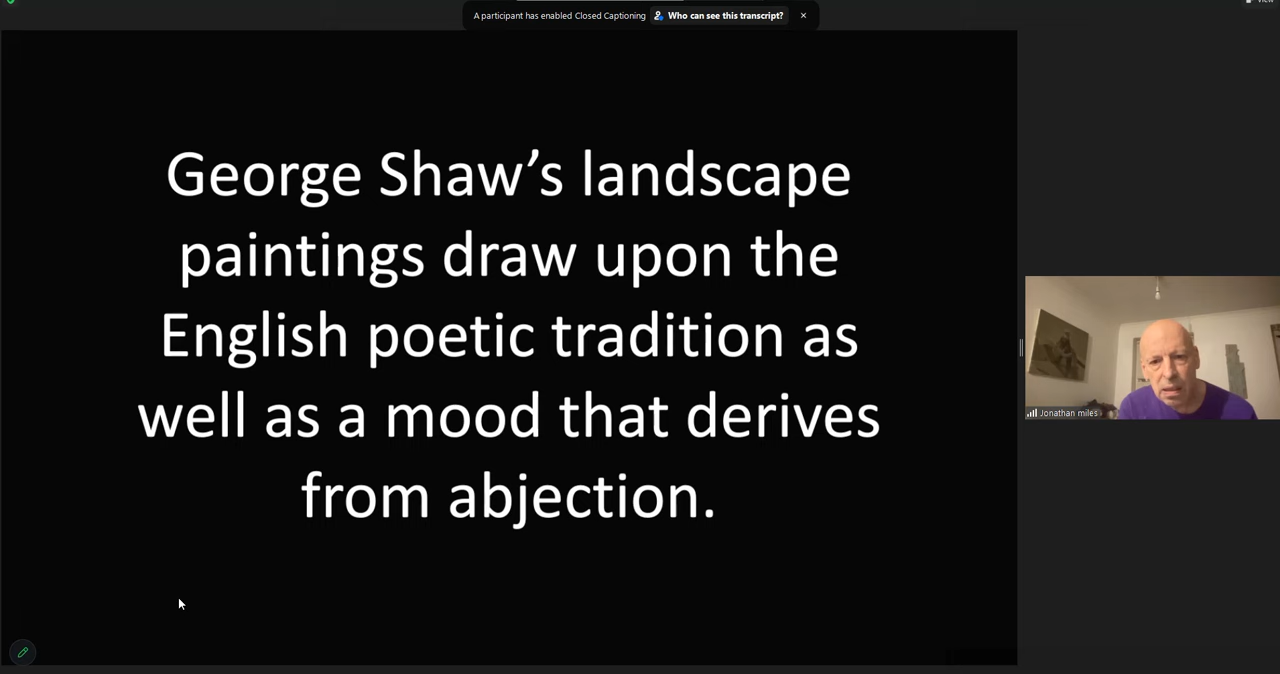 View
A participant has enabled Closed Captioning Who can see this transcript? ×
George Shaw’s landscape
paintings draw upon the
English poetic tradition as
well as a mood that derives
from abjection.
Jonathan miles